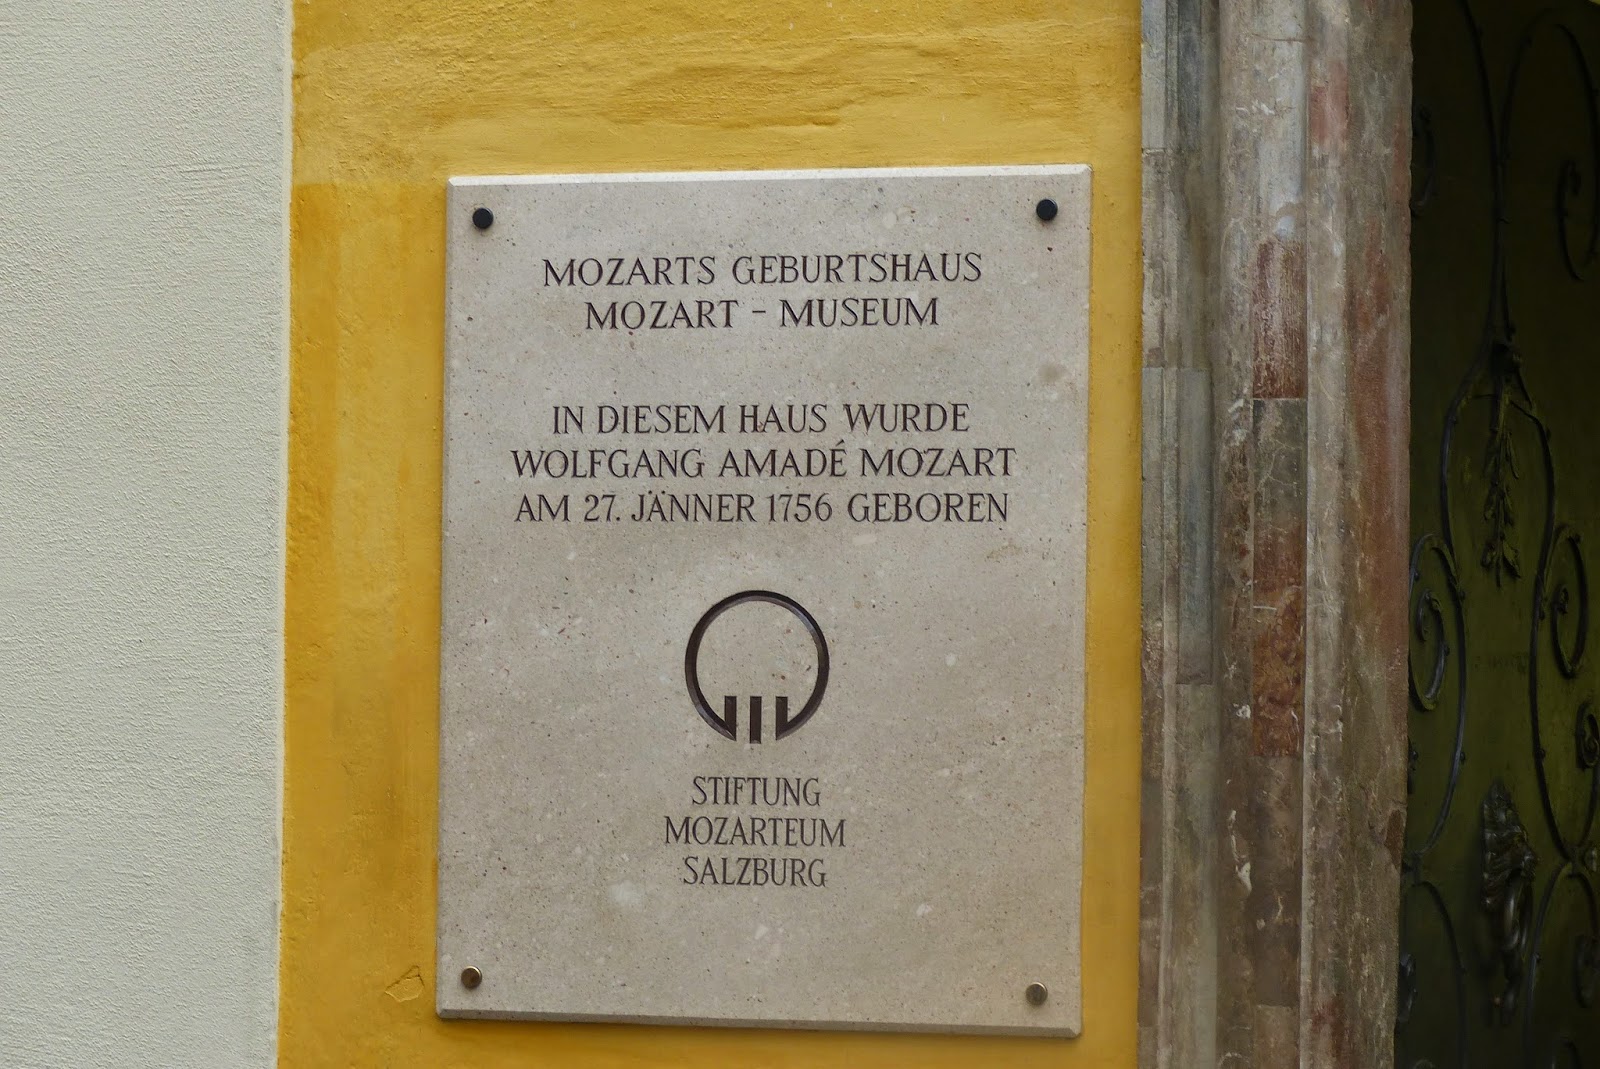 MOZARTS GEBURTSHAUS
MOZART - MUSEUM
IN DIESEM HAUS WURDE
WOLFGANG AMADÉ MOZART
AM 27. JÄNNER 1756 GEBOREN
STIFTUNG
MOZARTEUM
SALZBURG